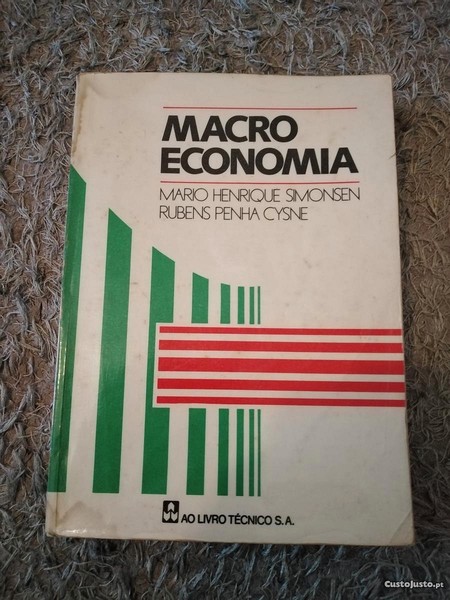 MACRO
ECONOMIA
MARIO HENRIQUE SIMONSEN
RUBENS PENHA CYSNE
AO LIVRO TÉCNICO S.A.
CustoJusto.pt